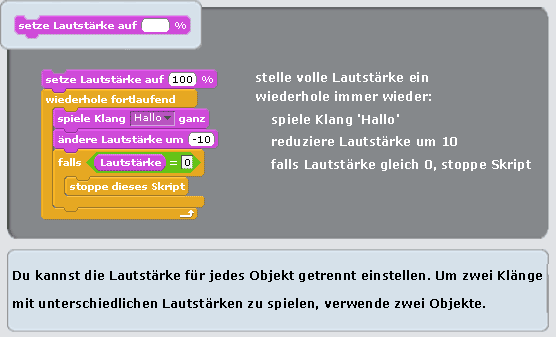 setze Lautstärke auf %
setze Lautstärke auf 100 %
wiederhole fortlaufend
spiele Klang Hallo ganz
ändere Lautstärke um -10
falls Lautstärke = 0
stoppe dieses Skript
stelle volle Lautstärke ein
wiederhole immer wieder:
spiele Klang 'Hallo'
reduziere Lautstärke um 10
falls Lautstärke gleich 0, stoppe Skript
Du kannst die Lautstärke für jedes Objekt getrennt einstellen. Um zwei Klänge
mit unterschiedlichen Lautstärken zu spielen, verwende zwei Objekte.